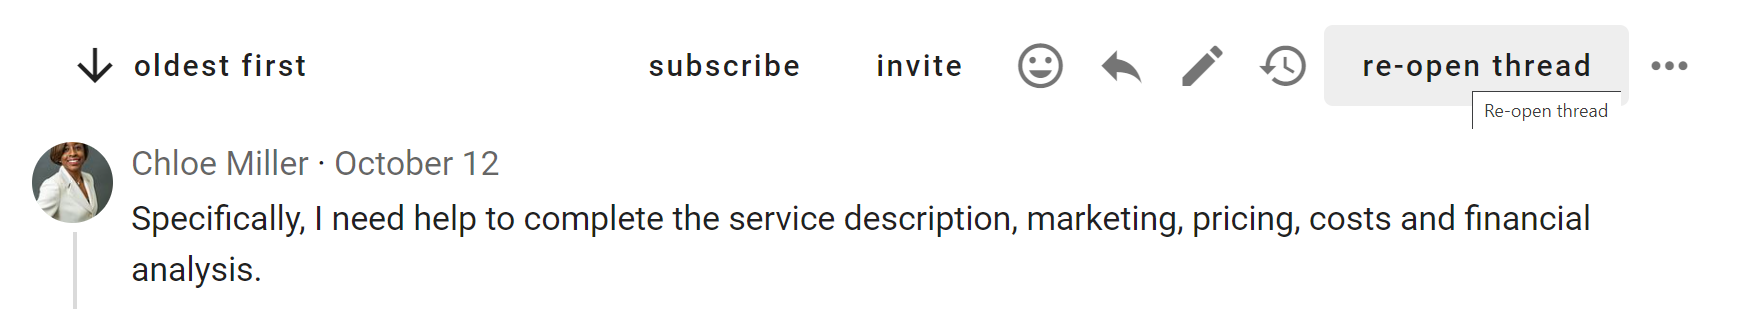 oldest first subscribe invite re-open thread
Re-open thread
Chloe Miller · October 12
Specifically, I need help to complete the service description, marketing, pricing, costs and financial
analysis.